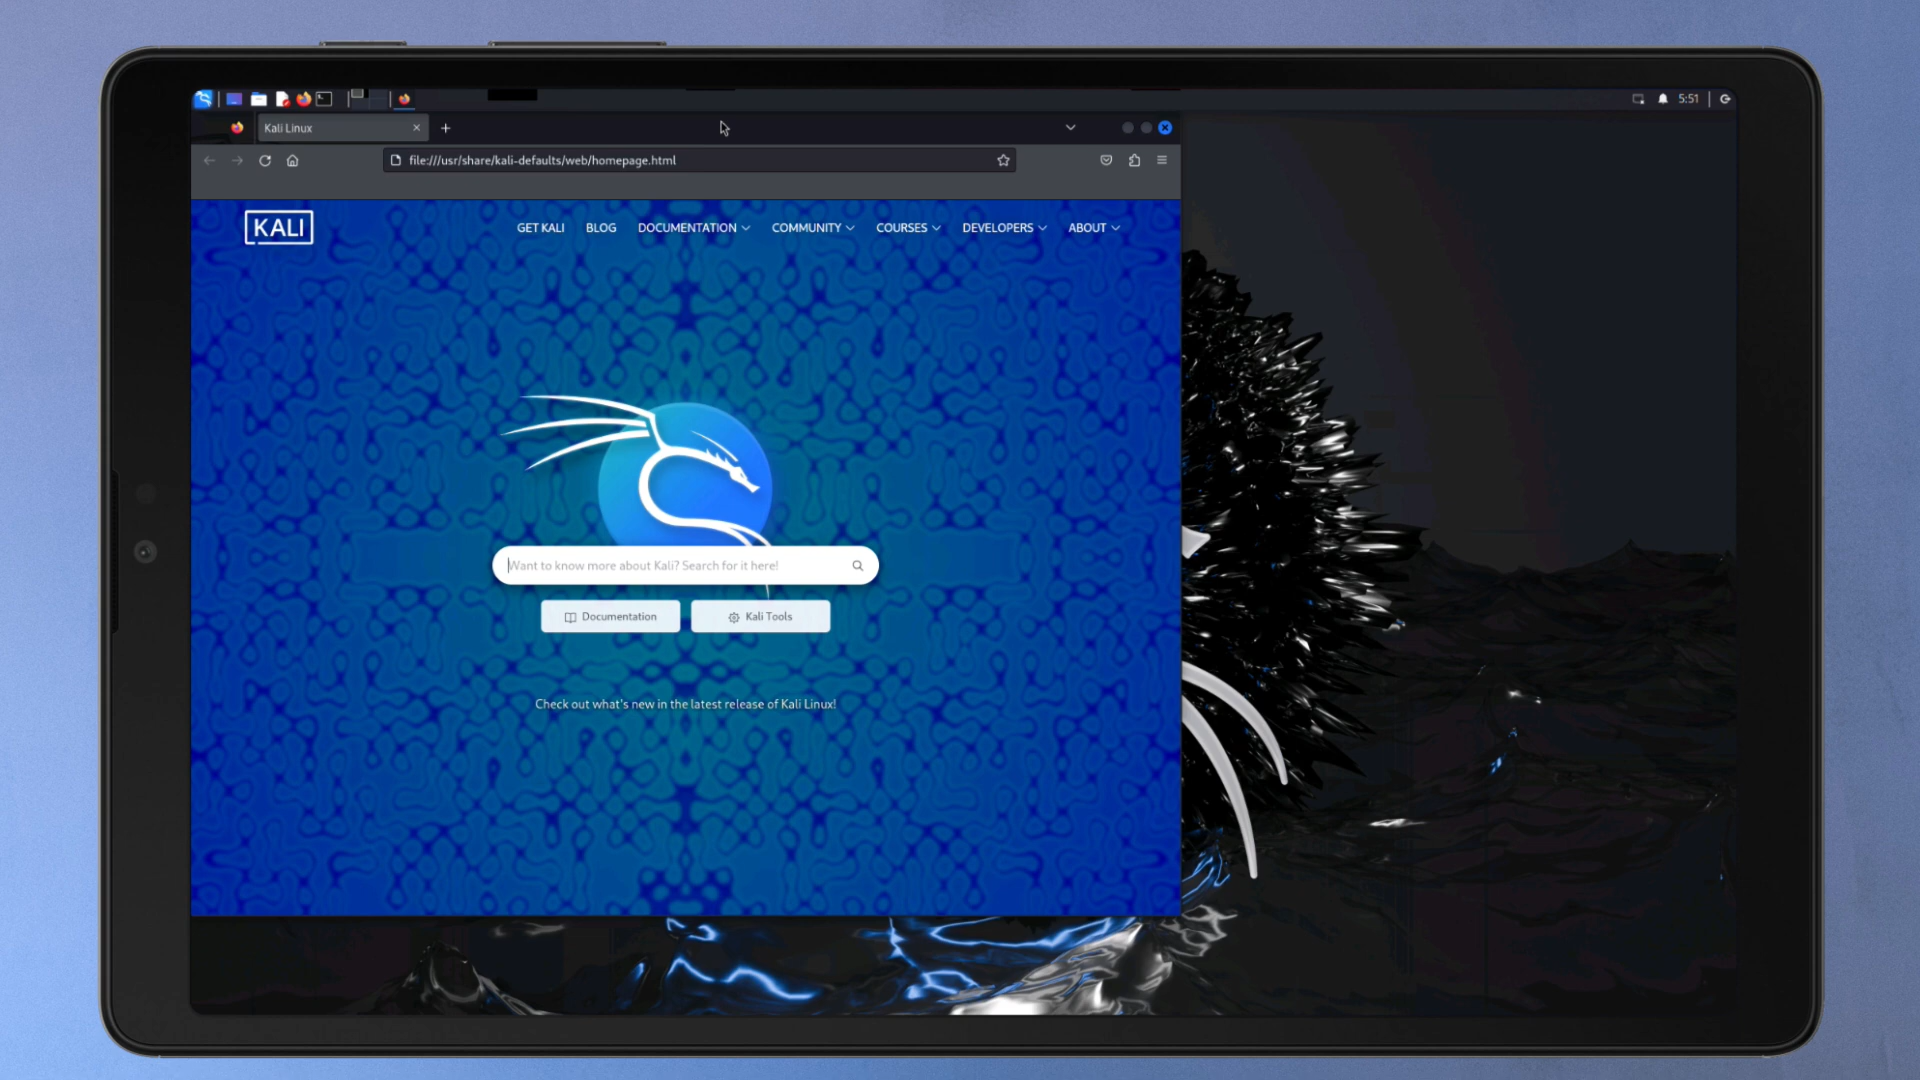 5:51
Kali Linux
file:///usr/share/kali-defaults/web/homepage.html
KALI
GET KALI BLOG DOCUMENTATION COMMUNITY COURSES DEVELOPERS ABOUT
Want to know more about Kali? Search for it here!
Documentation Kali Tools
Check out what's new in the latest release of Kali Linux!